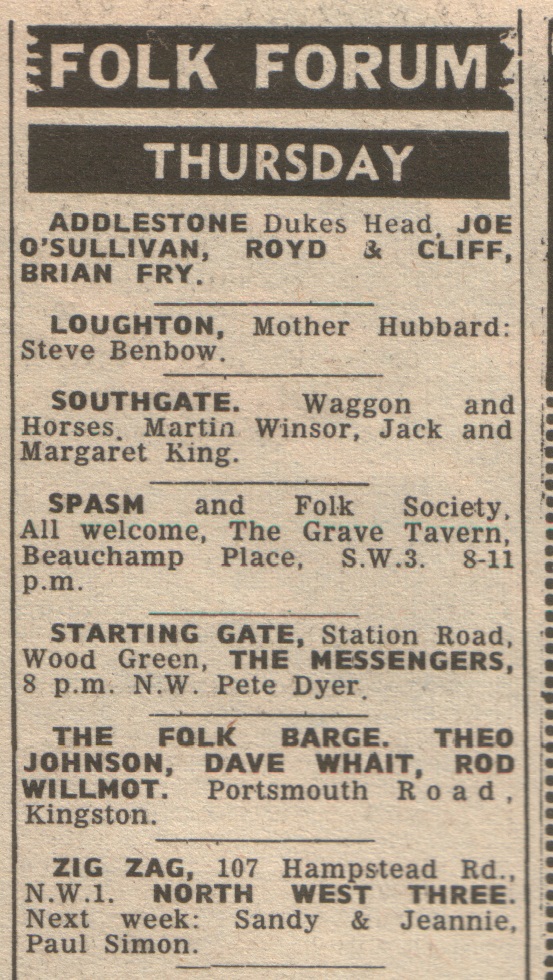 FOLK FORUM
THURSDAY
ADDLESTONE Dukes Head, JOE
O'SULLIVAN, ROYD & CLIFF,
BRIAN FRY.
LOUGHTON, Mother Hubbard:
Steve Benbow.
SOUTHGATE. Waggon and
Horses. Martin Winsor, Jack and
Margaret King.
SPASM and Folk Society,
All welcome, The Grave Tavern,
Beauchamp Place, S.W.3. 8-11
p.m.
STARTING GATE, Station Road,
Wood Green, THE MESSENGERS,
8 p.m. N.W. Pete Dyer.
THE FOLK BARGE. THEO
JOHNSON, DAVE WHAIT, ROD
WILLMOT. Portsmouth Road,
Kingston.
ZIG ZAG, 107 Hampstead Rd.,
N.W.1. NORTH WEST THREE.
Next week: Sandy & Jeannie,
Paul Simon.